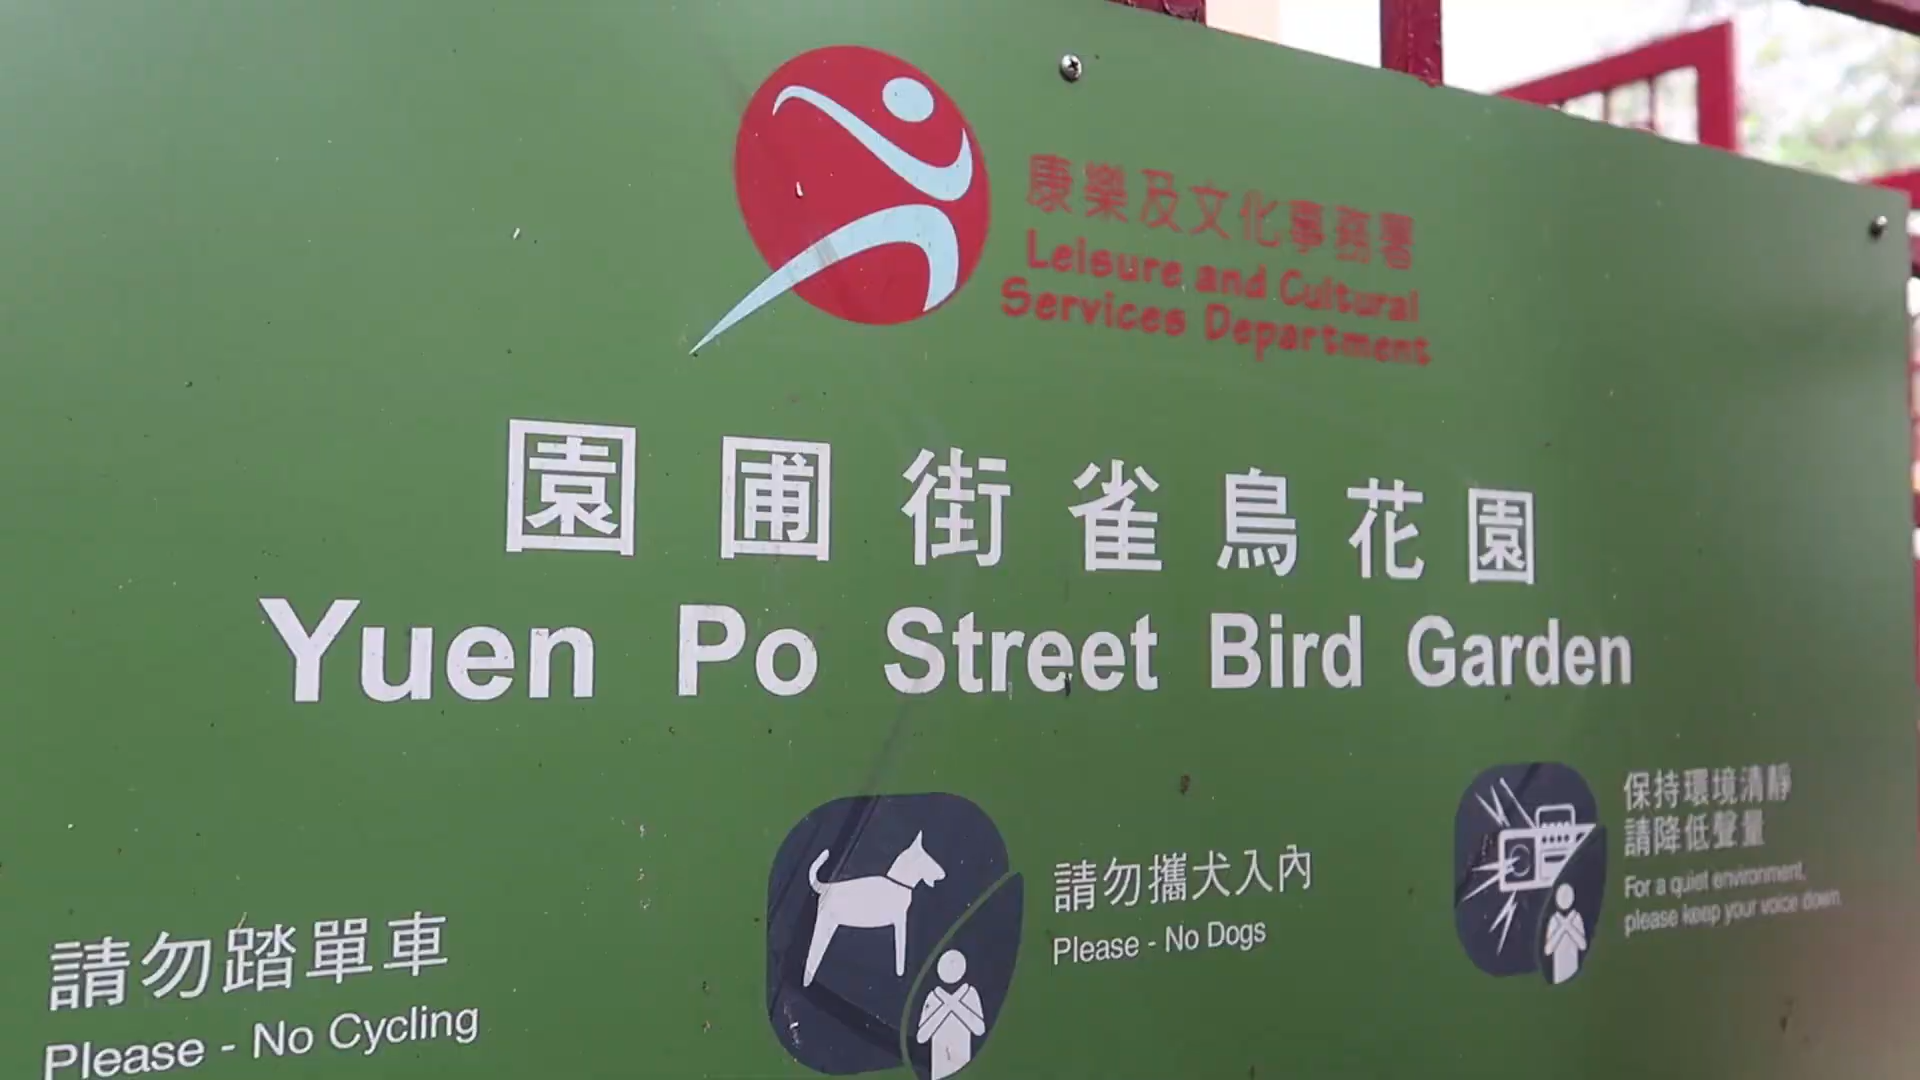 康樂及文化事務署
Leisure and Cultural
Services Department
園圃街雀鳥花園
Yuen Po Street Bird Garden
請勿踏單車
Please - No Cycling
請勿攜犬入內
Please - No Dogs
保持環境清靜
請降低聲量
For a quiet environment,
please keep your voice down.